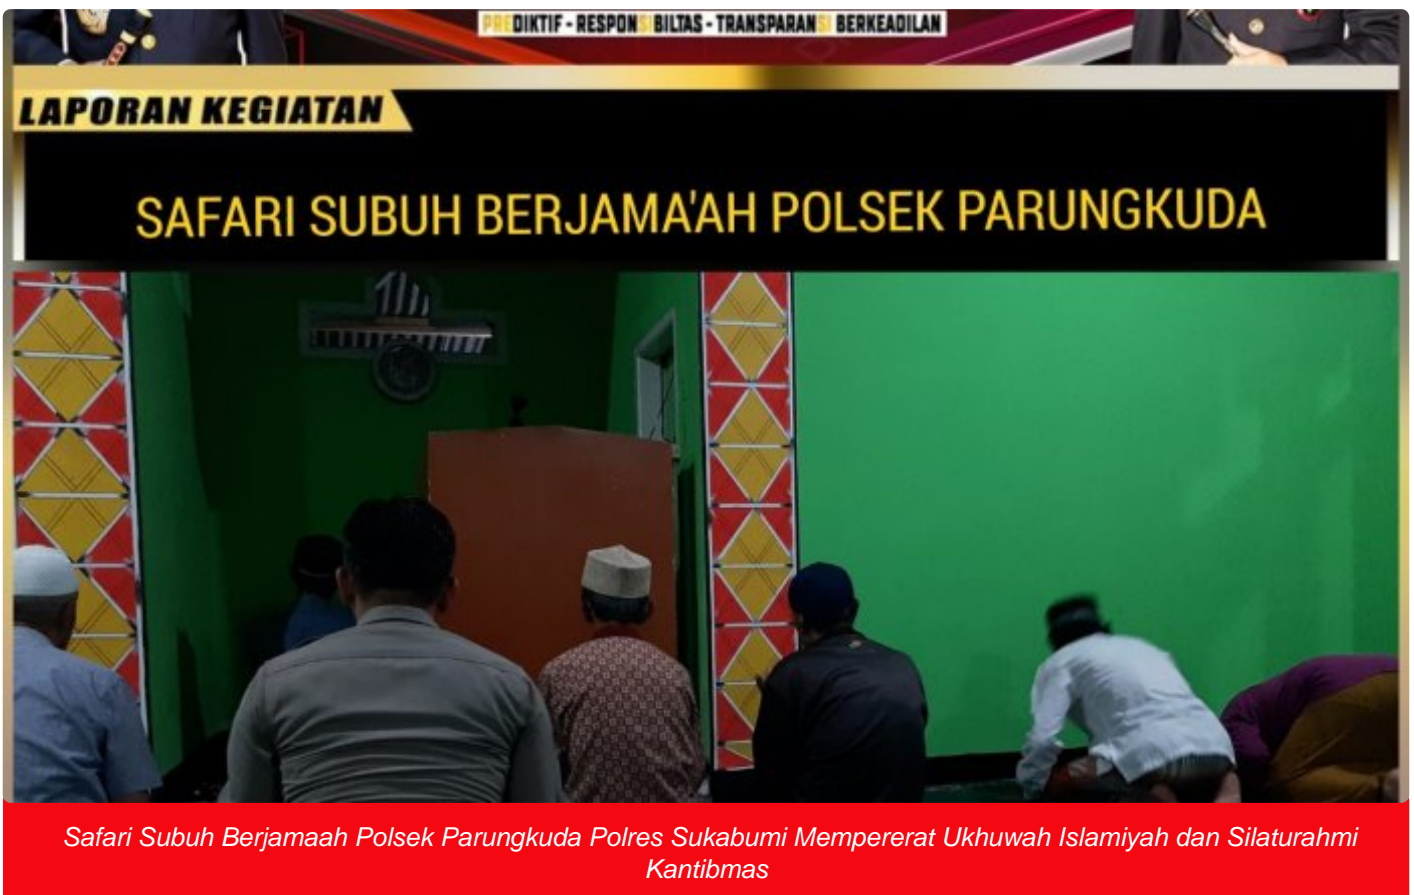 PREDIKTIF - RESPONSIBILTAS - TRANSPARANSI BERKEADILAN
LAPORAN KEGIATAN
SAFARI SUBUH BERJAMA'AH POLSEK PARUNGKUDA
Safari Subuh Berjamaah Polsek Parungkuda Polres Sukabumi Mempererat Ukhuwah Islamiyah dan Silaturahmi
Kantibmas